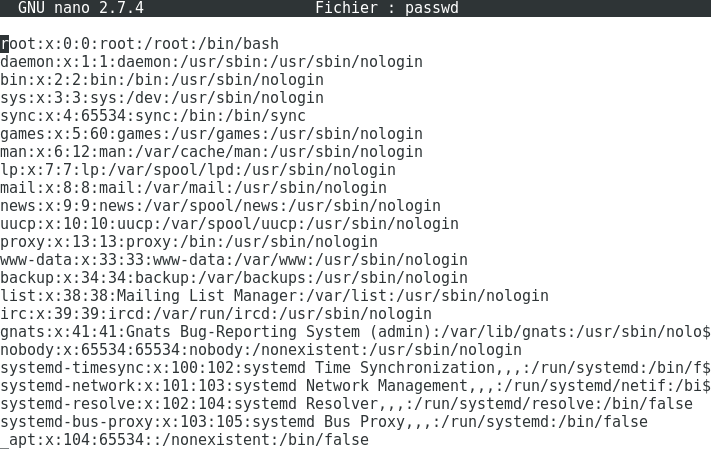 GNU nano 2.7.4 Fichier : passwd
root:x:0:0:root:/root:/bin/bash
daemon:x:1:1:daemon:/usr/sbin:/usr/sbin/nologin
bin:x:2:2:bin:/bin:/usr/sbin/nologin
sys:x:3:3:sys:/dev:/usr/sbin/nologin
sync:x:4:65534:sync:/bin:/bin/sync
games:x:5:60:games:/usr/games:/usr/sbin/nologin
man:x:6:12:man:/var/cache/man:/usr/sbin/nologin
lp:x:7:7:lp:/var/spool/lpd:/usr/sbin/nologin
mail:x:8:8:mail:/var/mail:/usr/sbin/nologin
news:x:9:9:news:/var/spool/news:/usr/sbin/nologin
uucp:x:10:10:uucp:/var/spool/uucp:/usr/sbin/nologin
proxy:x:13:13:proxy:/bin:/usr/sbin/nologin
www-data:x:33:33:www-data:/var/www:/usr/sbin/nologin
backup:x:34:34:backup:/var/backups:/usr/sbin/nologin
list:x:38:38:Mailing List Manager:/var/list:/usr/sbin/nologin
irc:x:39:39:ircd:/var/run/ircd:/usr/sbin/nologin
gnats:x:41:41:Gnats Bug-Reporting System (admin):/var/lib/gnats:/usr/sbin/nolo$
nobody:x:65534:65534:nobody:/nonexistent:/usr/sbin/nologin
systemd-timesync:x:100:102:systemd Time Synchronization,,,:/run/systemd:/bin/f$
systemd-network:x:101:103:systemd Network Management,,,:/run/systemd/netif:/bi$
systemd-resolve:x:102:104:systemd Resolver,,,:/run/systemd/resolve:/bin/false
systemd-bus-proxy:x:103:105:systemd Bus Proxy,,,:/run/systemd:/bin/false
_apt:x:104:65534::/nonexistent:/bin/false